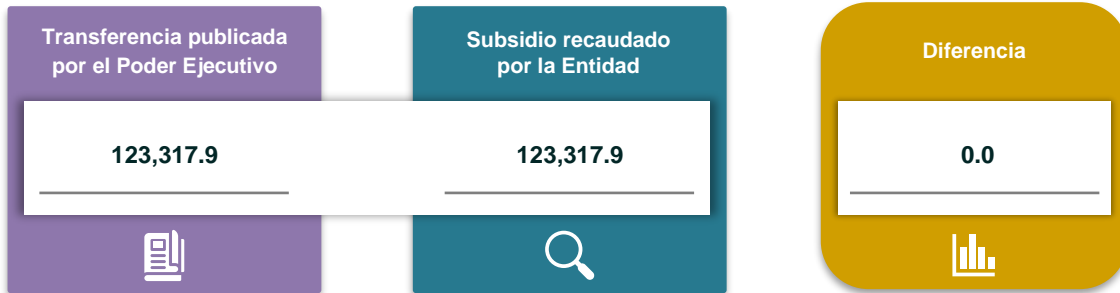 Transferencia publicada
por el Poder Ejecutivo
123,317.9
Subsidio recaudado
por la Entidad
123,317.9
Diferencia
0.0